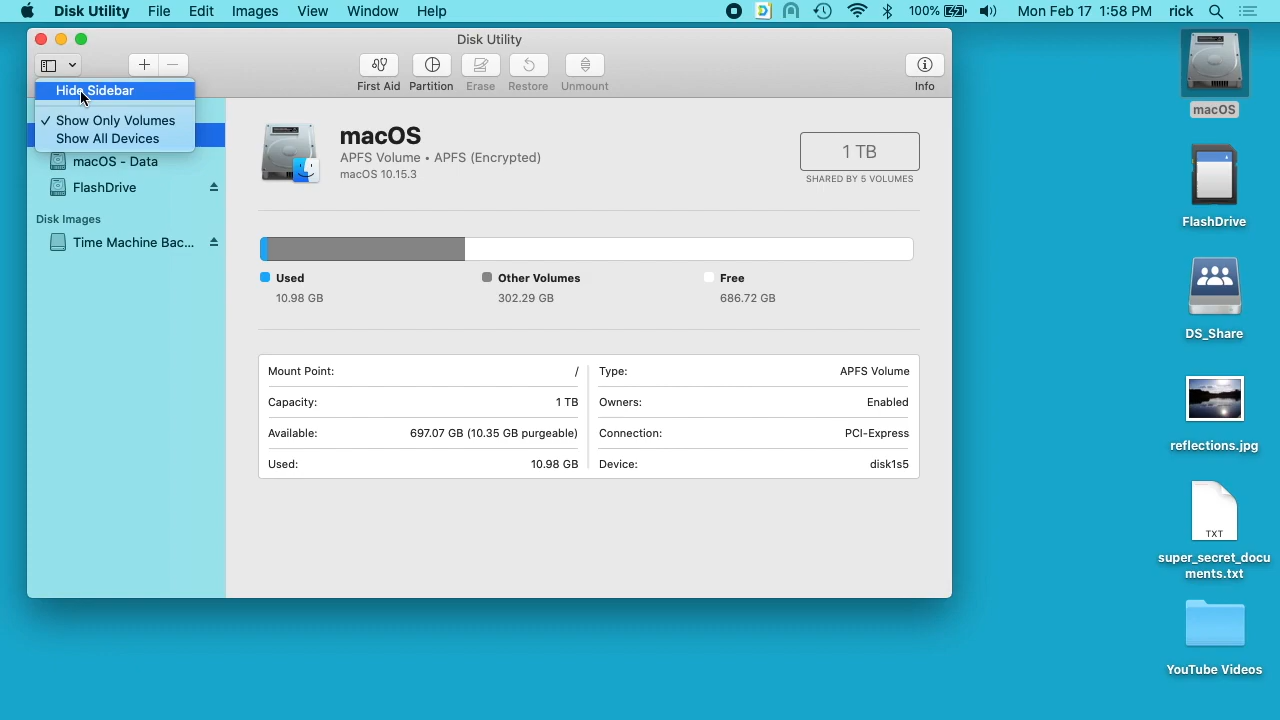 Disk Utility File Edit Images View Window Help 100% Mon Feb 17 1:58 PM rick
Disk Utility
First Aid Partition Erase Restore Unmount Info
Hide Sidebar
✓ Show Only Volumes
Show All Devices
macOS - Data
FlashDrive
Disk Images
Time Machine Bac...
macOS
APFS Volume • APFS (Encrypted)
macOS 10.15.3
1 TB
SHARED BY 5 VOLUMES
Used Other Volumes Free
10.98 GB 302.29 GB 686.72 GB
Mount Point: / Type: APFS Volume
Capacity: 1 TB Owners: Enabled
Available: 697.07 GB (10.35 GB purgeable) Connection: PCI-Express
Used: 10.98 GB Device: disk1s5
macOS
FlashDrive
DS_Share
reflections.jpg
TXT
super_secret_docu
ments.txt
YouTube Videos